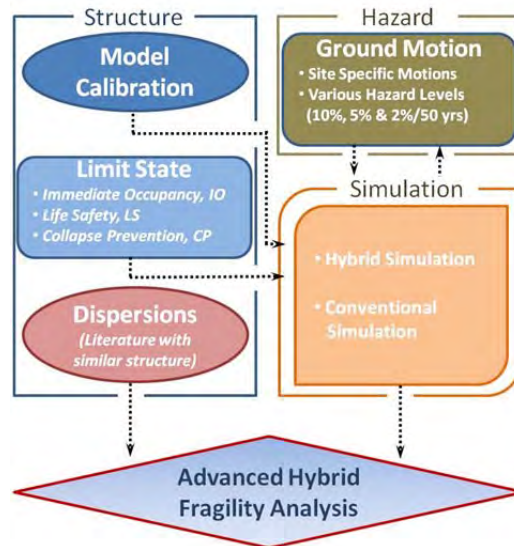 Structure
Model
Calibration
Limit State
• Immediate Occupancy, IO
• Life Safety, LS
• Collapse Prevention, CP
Dispersions
(Literature with
similar structure)
Hazard
Ground Motion
• Site Specific Motions
• Various Hazard Levels
(10%, 5% & 2%/50 yrs)
Simulation
• Hybrid Simulation
• Conventional
Simulation
Advanced Hybrid
Fragility Analysis